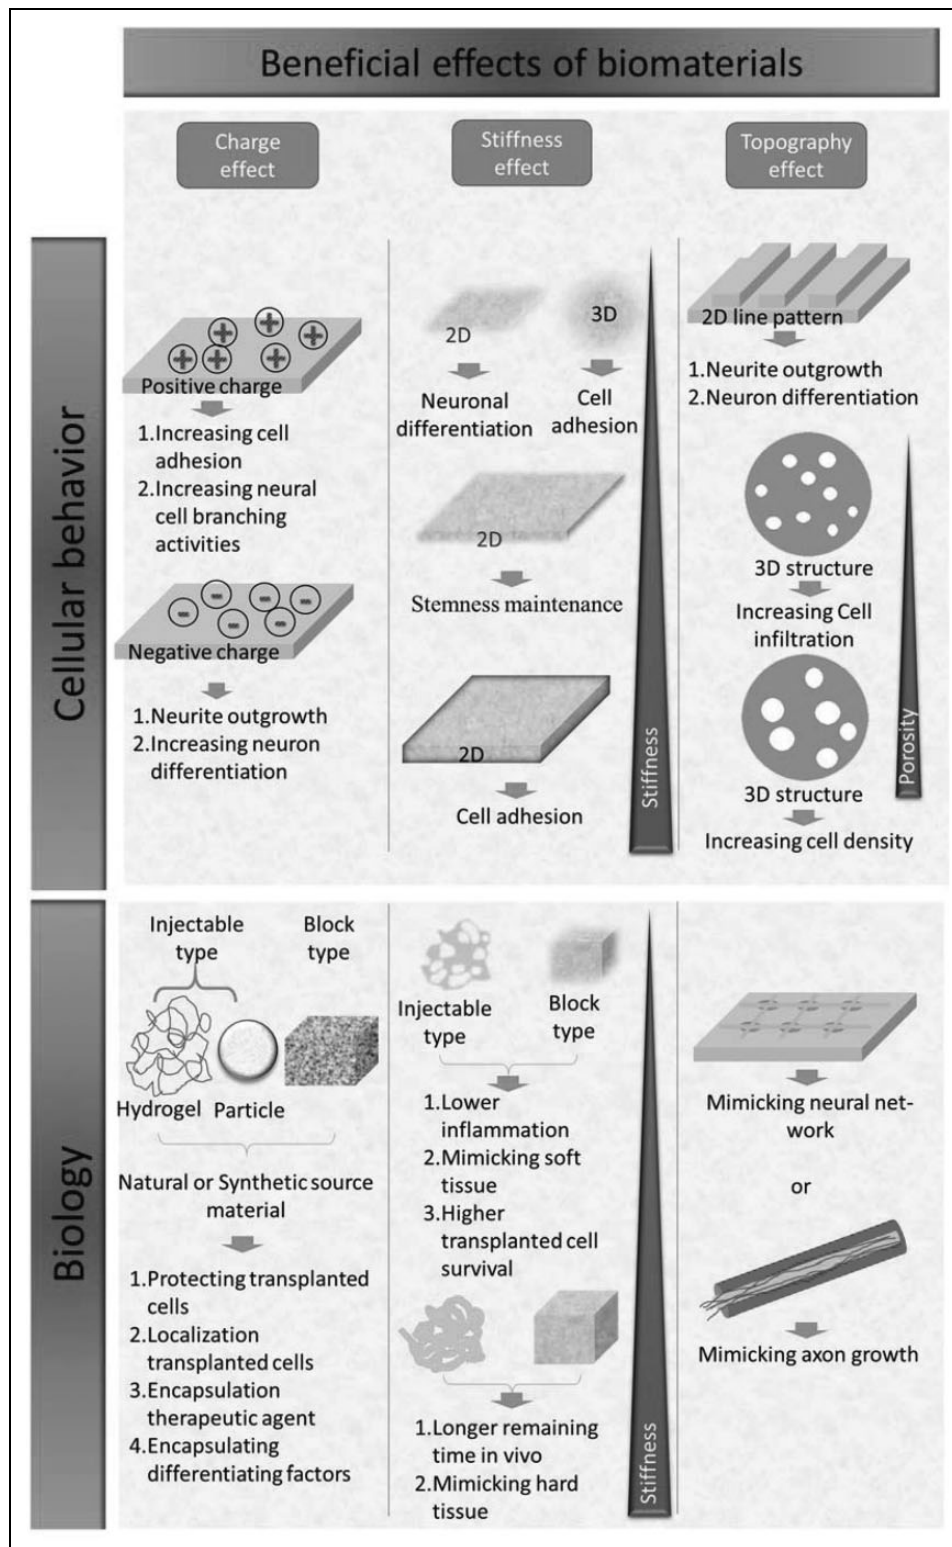 Beneficial effects of biomaterials
Charge
effect
Stiffness
effect
Topography
effect
Cellular behavior
+
+
+
+
+
+
Positive charge
1.Increasing cell
adhesion
2.Increasing neural
cell branching
activities
-
-
-
-
-
-
Negative charge
1.Neurite outgrowth
2.Increasing neuron
differentiation
2D
3D
Neuronal
differentiation
Cell
adhesion
2D
Stemness maintenance
2D
Cell adhesion
Stiffness
2D line pattern
1.Neurite outgrowth
2.Neuron differentiation
3D structure
Increasing Cell
infiltration
3D structure
Increasing cell density
Porosity
Biology
Injectable
type
Block
type
Hydrogel
Particle
Natural or Synthetic source
material
1.Protecting transplanted
cells
2.Localization
transplanted cells
3.Encapsulation
therapeutic agent
4.Encapsulating
differentiating factors
Injectable
type
Block
type
1.Lower
inflammation
2.Mimicking soft
tissue
3.Higher
transplanted cell
survival
1.Longer remaining
time in vivo
2.Mimicking hard
tissue
Stiffness
Mimicking neural net-
work
or
Mimicking axon growth